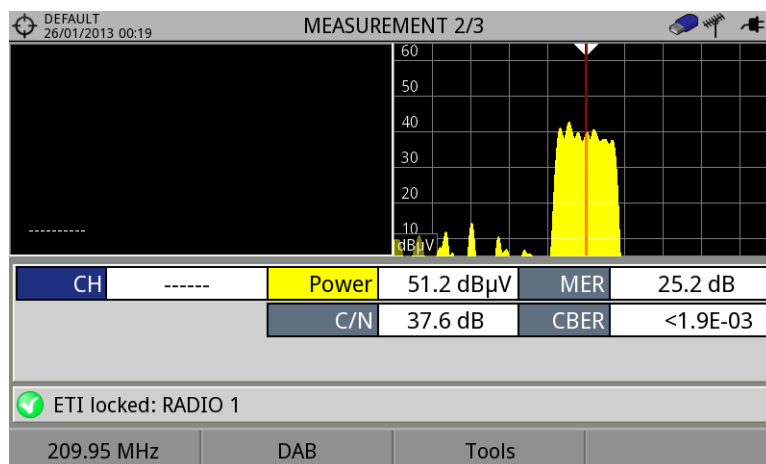 DEFAULT
26/01/2013 00:19
MEASUREMENT 2/3
60
50
40
30
20
10
dBµV
----------
CH ------ Power 51.2 dBµV MER 25.2 dB
C/N 37.6 dB CBER <1.9E-03
ETI locked: RADIO 1
209.95 MHz DAB Tools